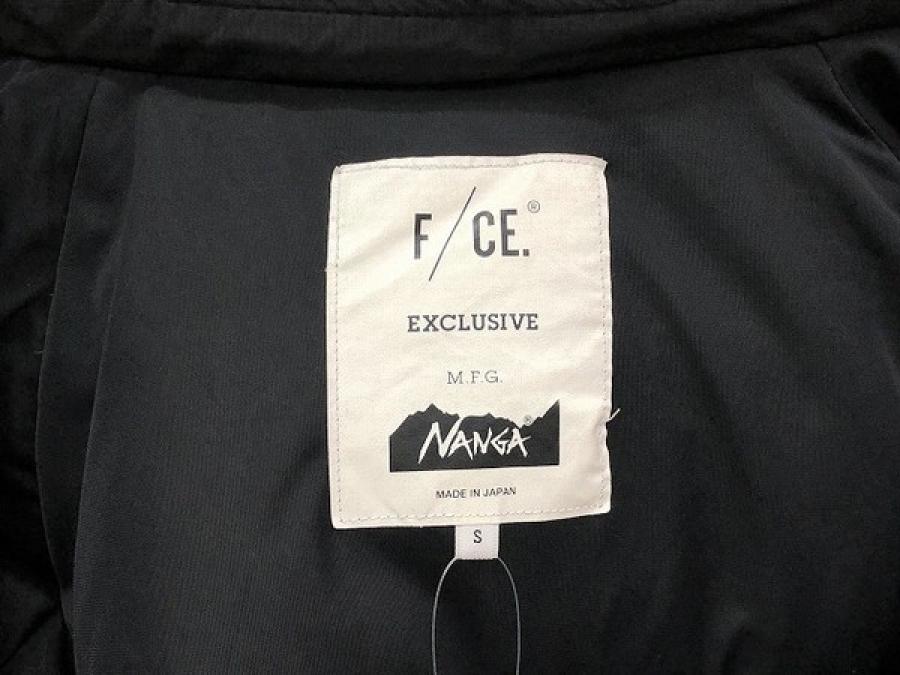 F/CE.®
EXCLUSIVE
M.F.G.
NANGA®
MADE IN JAPAN
S